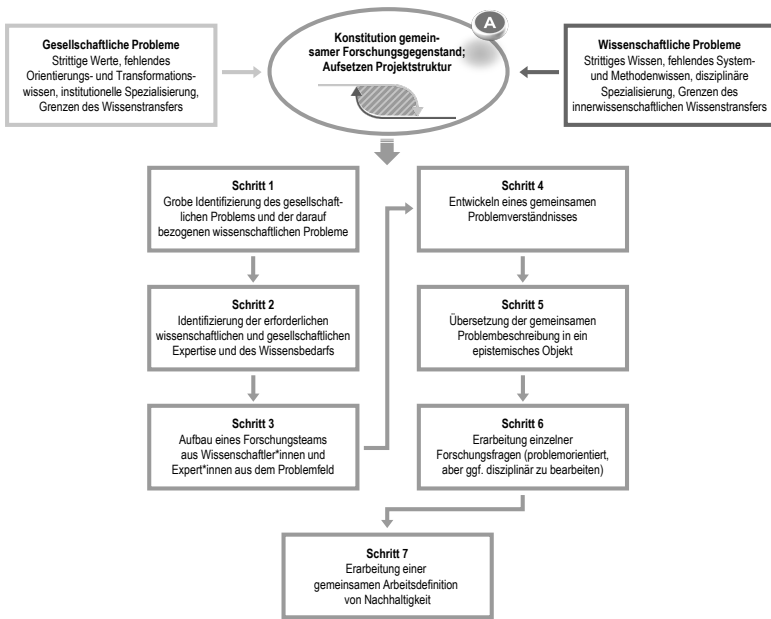 Gesellschaftliche Probleme
Strittige Werte, fehlendes
Orientierungs- und Transformations-
wissen, institutionelle Spezialisierung,
Grenzen des Wissenstransfers
A
Konstitution gemein-
samer Forschungsgegenstand;
Aufsetzen Projektstruktur
Wissenschaftliche Probleme
Strittiges Wissen, fehlendes System-
und Methodenwissen, disziplinäre
Spezialisierung, Grenzen des
innerwissenschaftlichen Wissenstransfers
Schritt 1
Grobe Identifizierung des gesellschaft-
lichen Problems und der darauf
bezogenen wissenschaftlichen Probleme
Schritt 2
Identifizierung der erforderlichen
wissenschaftlichen und gesellschaftlichen
Expertise und des Wissensbedarfs
Schritt 3
Aufbau eines Forschungsteams
aus Wissenschaftler*innen und
Expert*innen aus dem Problemfeld
Schritt 4
Entwickeln eines gemeinsamen
Problemverständnisses
Schritt 5
Übersetzung der gemeinsamen
Problembeschreibung in ein
epistemisches Objekt
Schritt 6
Erarbeitung einzelner
Forschungsfragen (problemorientiert,
aber ggf. disziplinär zu bearbeiten)
Schritt 7
Erarbeitung einer
gemeinsamen Arbeitsdefinition
von Nachhaltigkeit